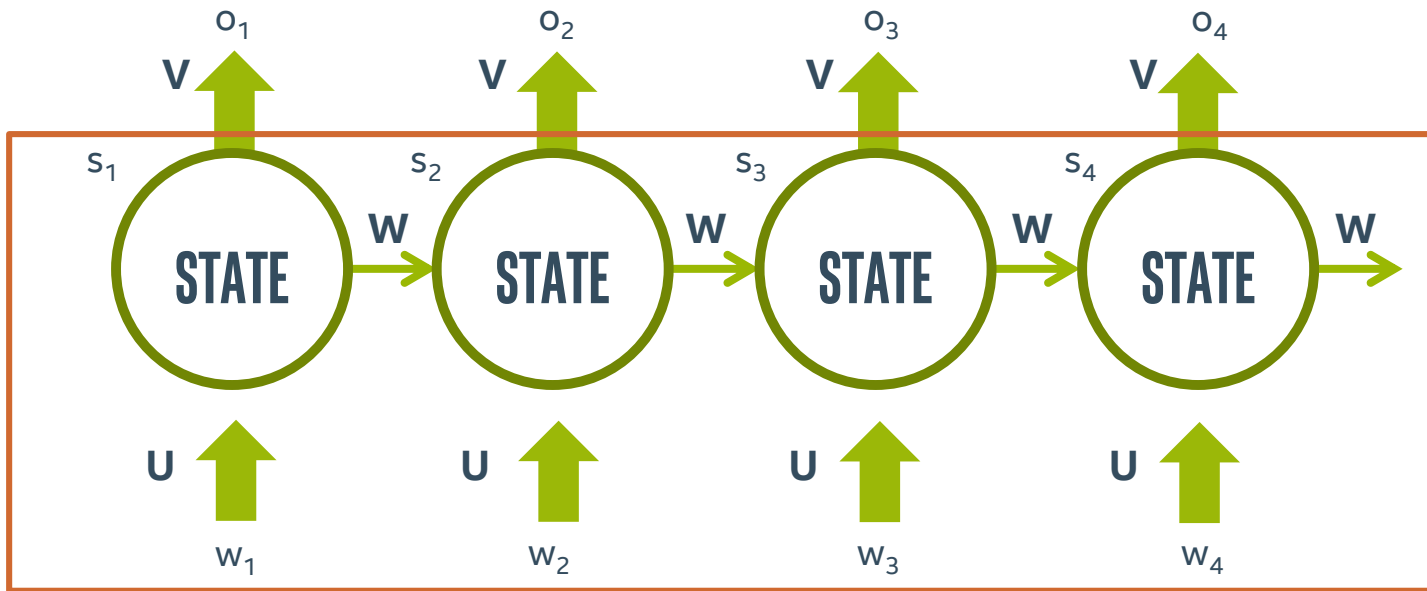 o₁ o₂ o₃ o₄
V V V V
s₁ s₂ s₃ s₄
W W W W
STATE STATE STATE STATE
U U U U
w₁ w₂ w₃ w₄